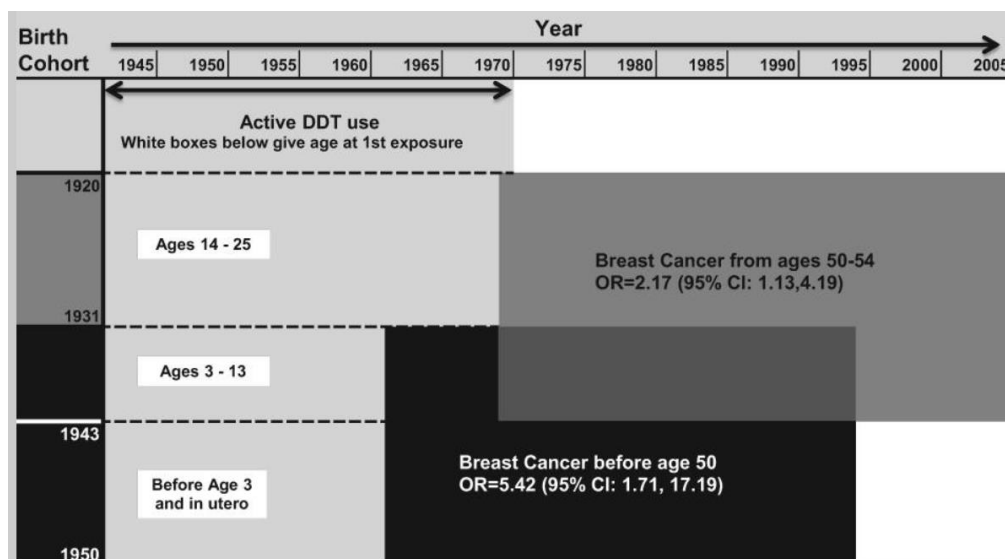 Year
Birth
Cohort
1945 1950 1955 1960 1965 1970 1975 1980 1985 1990 1995 2000 2005
Active DDT use
White boxes below give age at 1st exposure
1920
Ages 14 - 25
Breast Cancer from ages 50-54
OR=2.17 (95% CI: 1.13,4.19)
1931
Ages 3 - 13
1943
Breast Cancer before age 50
OR=5.42 (95% CI: 1.71, 17.19)
Before Age 3
and in utero
1950